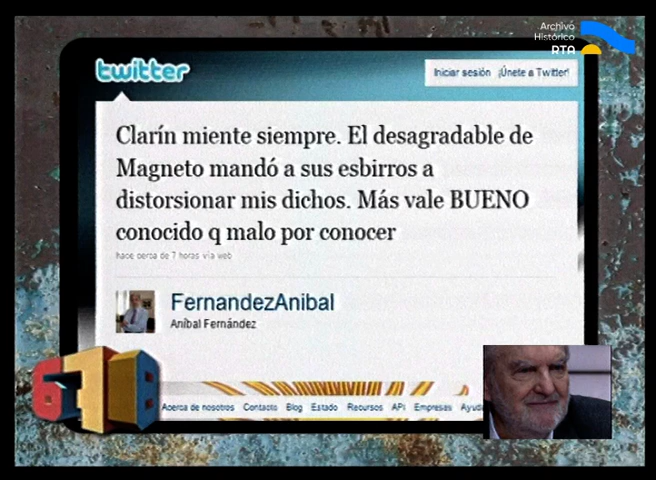 Archivo
Histórico
RTA
twitter
Iniciar sesión ¡Únete a Twitter!
Clarín miente siempre. El desagradable de
Magneto mandó a sus esbirros a
distorsionar mis dichos. Más vale BUENO
conocido q malo por conocer
hace cerca de 7 horas vía web
FernandezAnibal
Aníbal Fernández
678
Acerca de nosotros Contacto Blog Estado Recursos API Empresas Ayuda